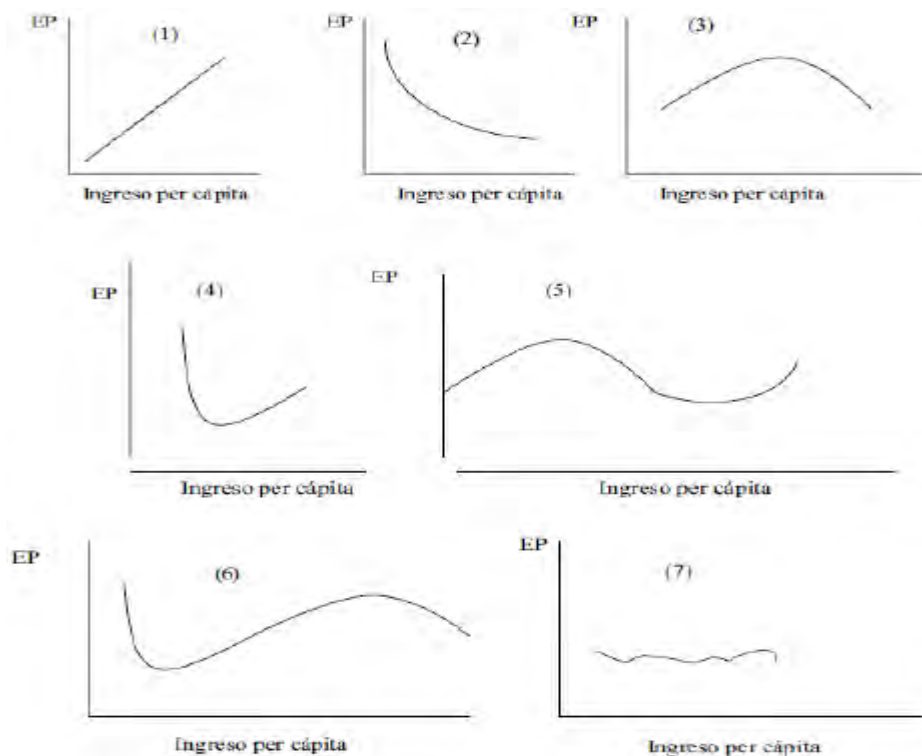 EP (1) EP (2) EP (3)
Ingreso per cápita Ingreso per cápita Ingreso per cápita
EP (4) EP (5)
Ingreso per cápita Ingreso per cápita
EP (6) EP (7)
Ingreso per cápita Ingreso per cápita